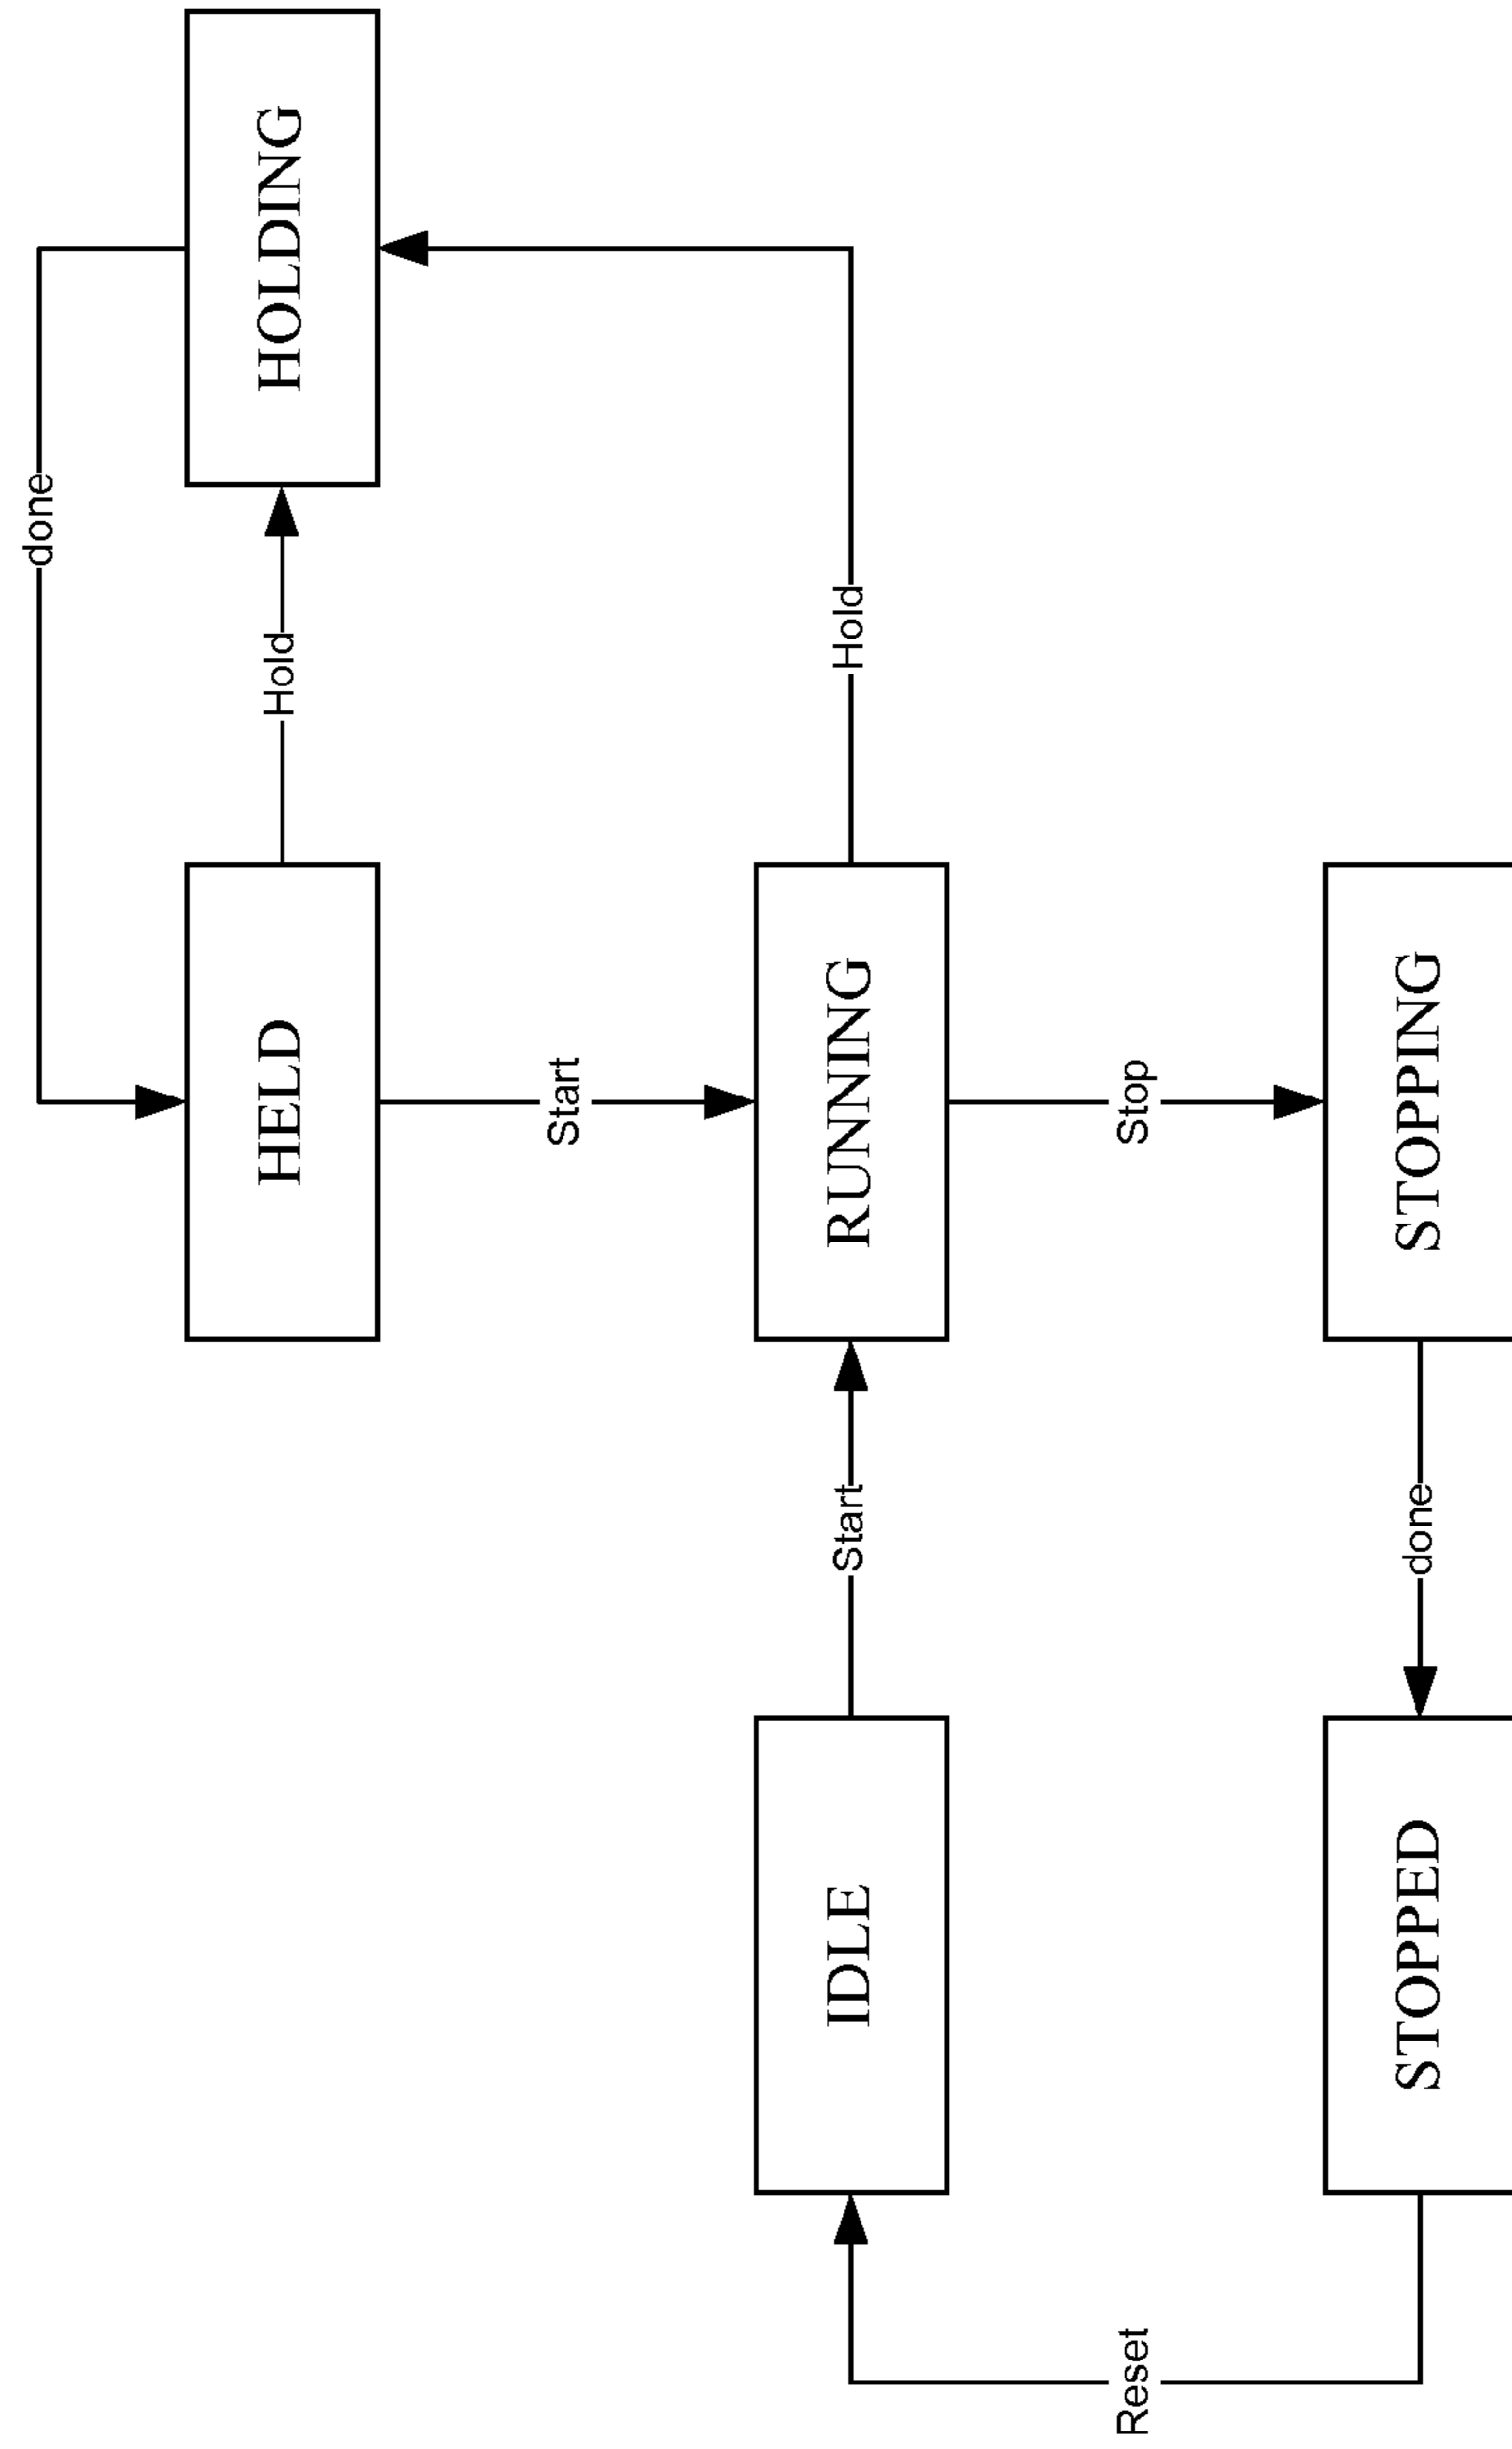 done
HELD
Hold
HOLDING
Start
Hold
IDLE
Start
RUNNING
Reset
Stop
STOPPED
done
STOPPING